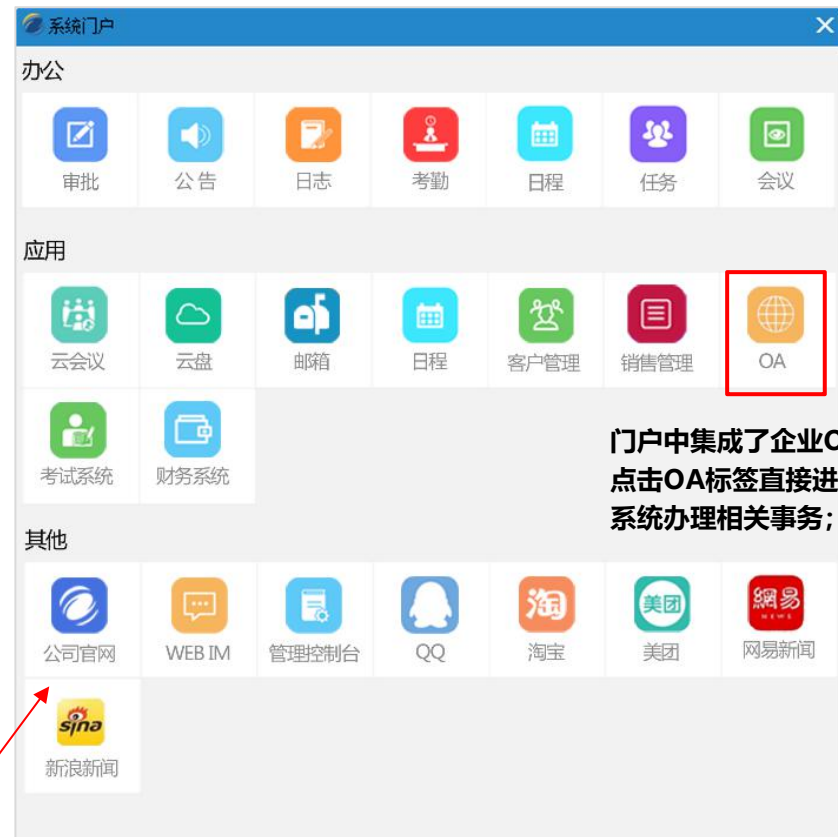 系统门户
办公
审批 公告 日志 考勤 日程 任务 会议
应用
云会议 云盘 邮箱 日程 客户管理 销售管理 OA
门户中集成了企业
点击OA标签直接进
系统办理相关事务；
考试系统 财务系统
其他
淘 美团 網易
NEWS
公司官网 WEB IM 管理控制台 QQ 淘宝 美团 网易新闻
sina
新浪新闻